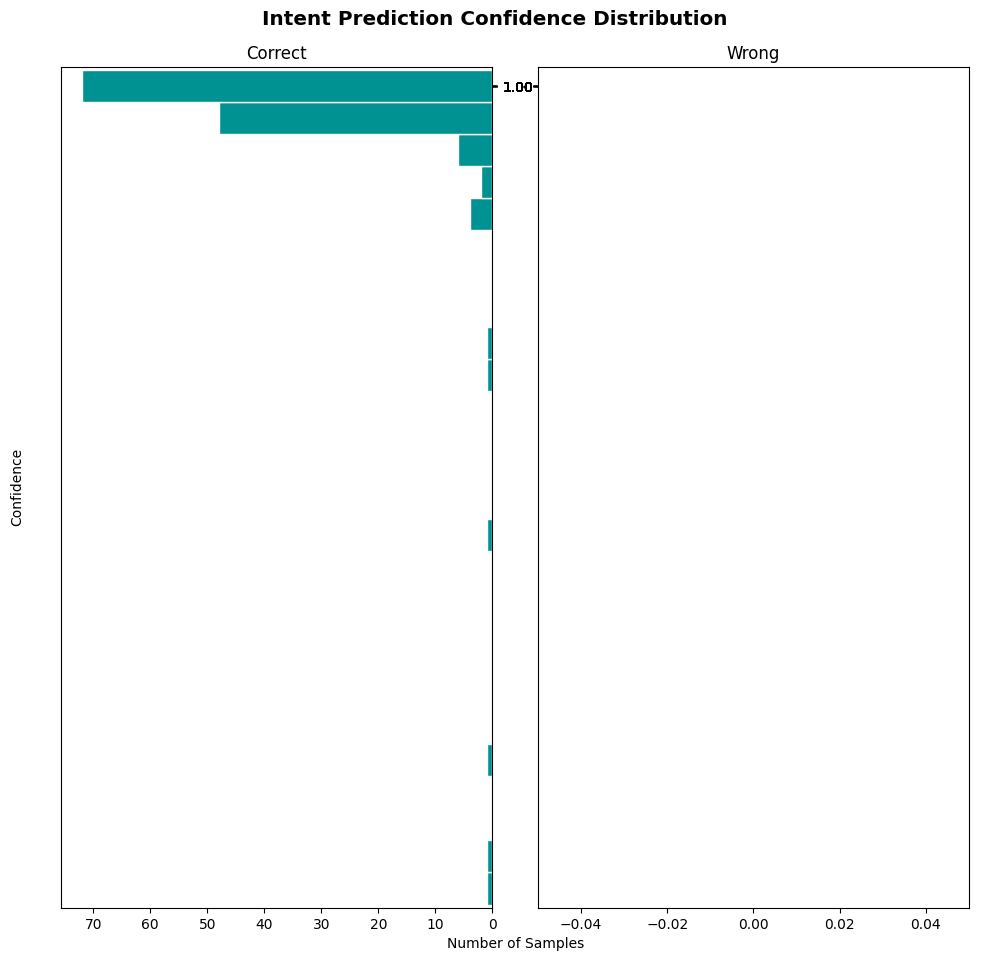 Intent Prediction Confidence Distribution
Correct
Wrong
1.00
Confidence
70 60 50 40 30 20 10 0
−0.04 −0.02 0.00 0.02 0.04
Number of Samples